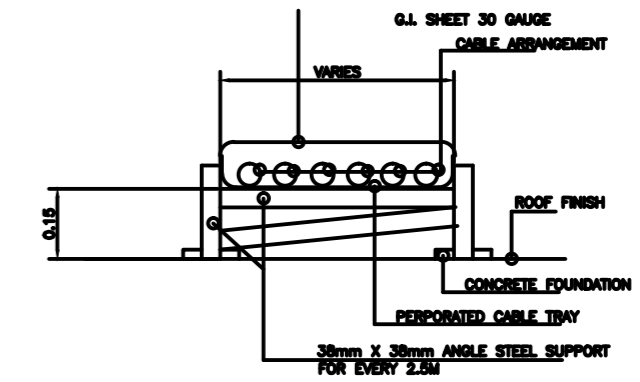 G.I. SHEET 30 GAUGE
CABLE ARRANGEMENT
VARIES
0.15
ROOF FINISH
CONCRETE FOUNDATION
PERPORATED CABLE TRAY
38mm X 38mm ANGLE STEEL SUPPORT
FOR EVERY 2.5M